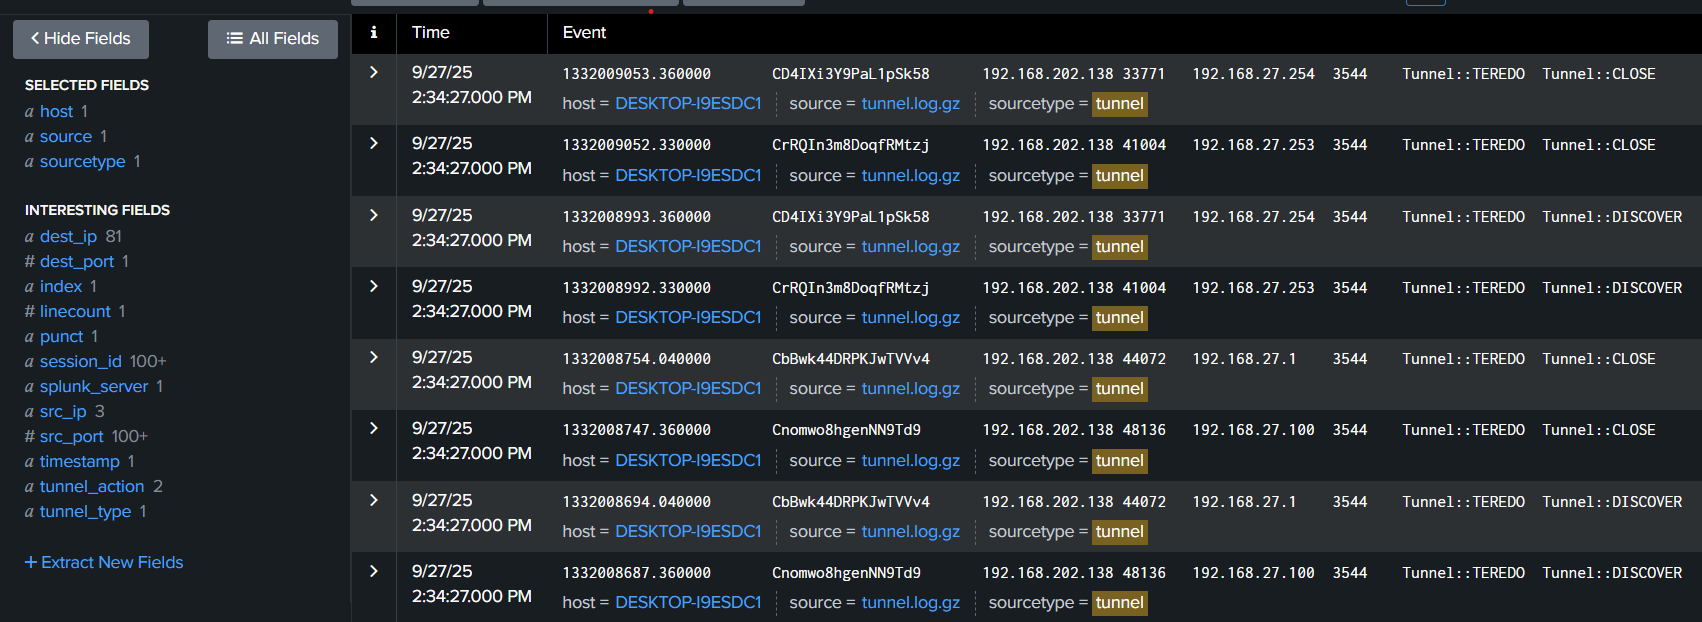 Hide Fields
All Fields
SELECTED FIELDS
a host 1
a source 1
a sourcetype 1
INTERESTING FIELDS
a dest_ip 81
# dest_port 1
a index 1
# linecount 1
a punct 1
a session_id 100+
a splunk_server 1
a src_ip 3
# src_port 100+
a timestamp 1
a tunnel_action 2
a tunnel_type 1
+ Extract New Fields
i Time Event
9/27/25
2:34:27.000 PM
1332009053.360000 CD4IXi3Y9PaL1pSk58 192.168.202.138 33771 192.168.27.254 3544 Tunnel::TEREDO Tunnel::CLOSE
host = DESKTOP-I9ESDC1 source = tunnel.log.gz sourcetype = tunnel
9/27/25
2:34:27.000 PM
1332009052.330000 CrRQIn3m8DoqfRMtzj 192.168.202.138 41004 192.168.27.253 3544 Tunnel::TEREDO Tunnel::CLOSE
host = DESKTOP-I9ESDC1 source = tunnel.log.gz sourcetype = tunnel
9/27/25
2:34:27.000 PM
1332008993.360000 CD4IXi3Y9PaL1pSk58 192.168.202.138 33771 192.168.27.254 3544 Tunnel::TEREDO Tunnel::DISCOVER
host = DESKTOP-I9ESDC1 source = tunnel.log.gz sourcetype = tunnel
9/27/25
2:34:27.000 PM
1332008992.330000 CrRQIn3m8DoqfRMtzj 192.168.202.138 41004 192.168.27.253 3544 Tunnel::TEREDO Tunnel::DISCOVER
host = DESKTOP-I9ESDC1 source = tunnel.log.gz sourcetype = tunnel
9/27/25
2:34:27.000 PM
1332008754.040000 CbBwk44DRPKJwTVVv4 192.168.202.138 44072 192.168.27.1 3544 Tunnel::TEREDO Tunnel::CLOSE
host = DESKTOP-I9ESDC1 source = tunnel.log.gz sourcetype = tunnel
9/27/25
2:34:27.000 PM
1332008747.360000 Cnomwo8hgenNN9Td9 192.168.202.138 48136 192.168.27.100 3544 Tunnel::TEREDO Tunnel::CLOSE
host = DESKTOP-I9ESDC1 source = tunnel.log.gz sourcetype = tunnel
9/27/25
2:34:27.000 PM
1332008694.040000 CbBwk44DRPKJwTVVv4 192.168.202.138 44072 192.168.27.1 3544 Tunnel::TEREDO Tunnel::DISCOVER
host = DESKTOP-I9ESDC1 source = tunnel.log.gz sourcetype = tunnel
9/27/25
2:34:27.000 PM
1332008687.360000 Cnomwo8hgenNN9Td9 192.168.202.138 48136 192.168.27.100 3544 Tunnel::TEREDO Tunnel::DISCOVER
host = DESKTOP-I9ESDC1 source = tunnel.log.gz sourcetype = tunnel